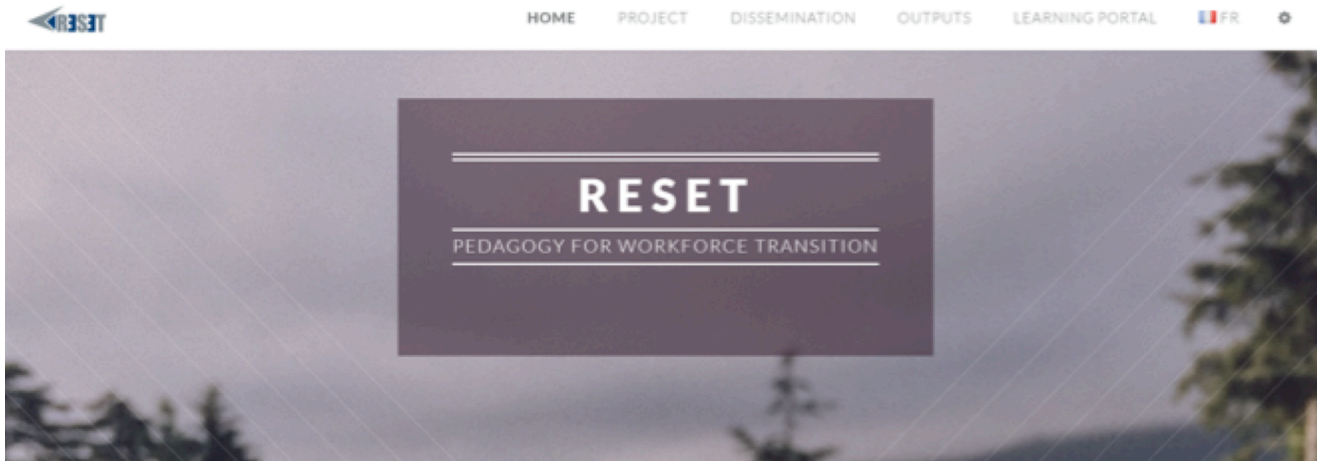 RESET
HOME PROJECT DISSEMINATION OUTPUTS LEARNING PORTAL FR
RESET
PEDAGOGY FOR WORKFORCE TRANSITION